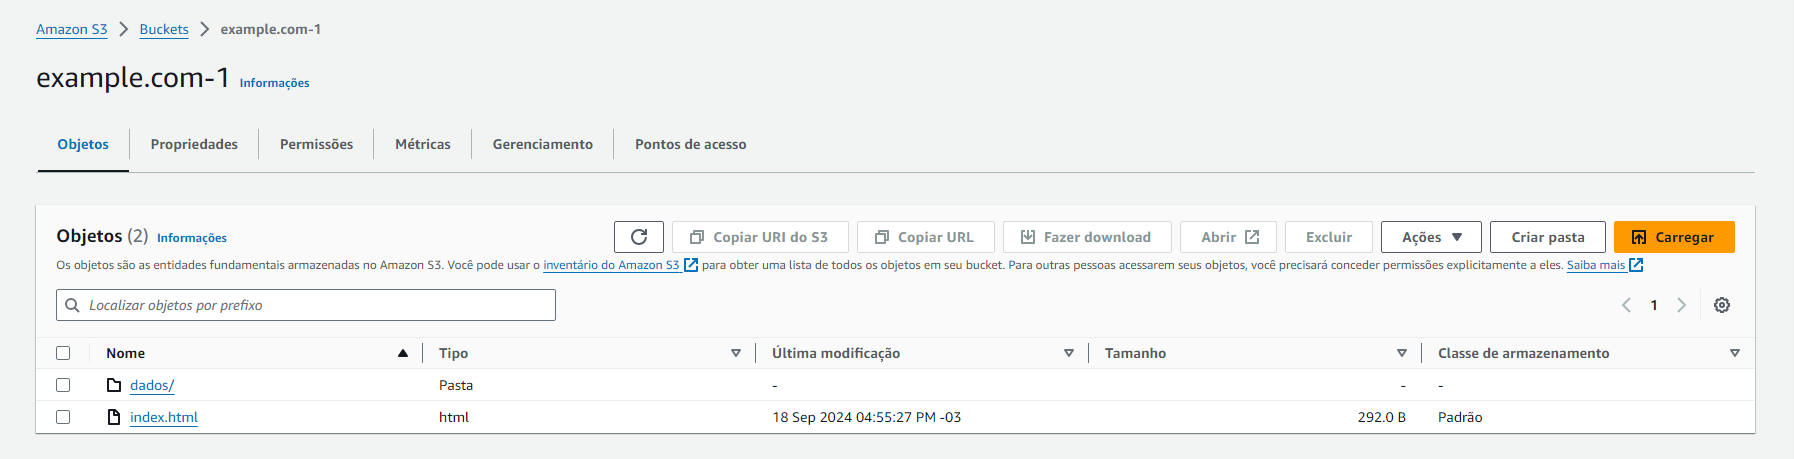 Amazon S3 > Buckets > example.com-1
example.com-1 Informações
Objetos Propriedades Permissões Métricas Gerenciamento Pontos de acesso
Objetos (2) Informações Copiar URI do S3 Copiar URL Fazer download Abrir Excluir Ações Criar pasta Carregar
Os objetos são as entidades fundamentais armazenadas no Amazon S3. Você pode usar o inventário do Amazon S3 para obter uma lista de todos os objetos em seu bucket. Para outras pessoas acessarem seus objetos, você precisará conceder permissões explicitamente a eles. Saiba mais
Localizar objetos por prefixo 1
Nome Tipo Última modificação Tamanho Classe de armazenamento
dados/ Pasta - - -
index.html html 18 Sep 2024 04:55:27 PM -03 292.0 B Padrão